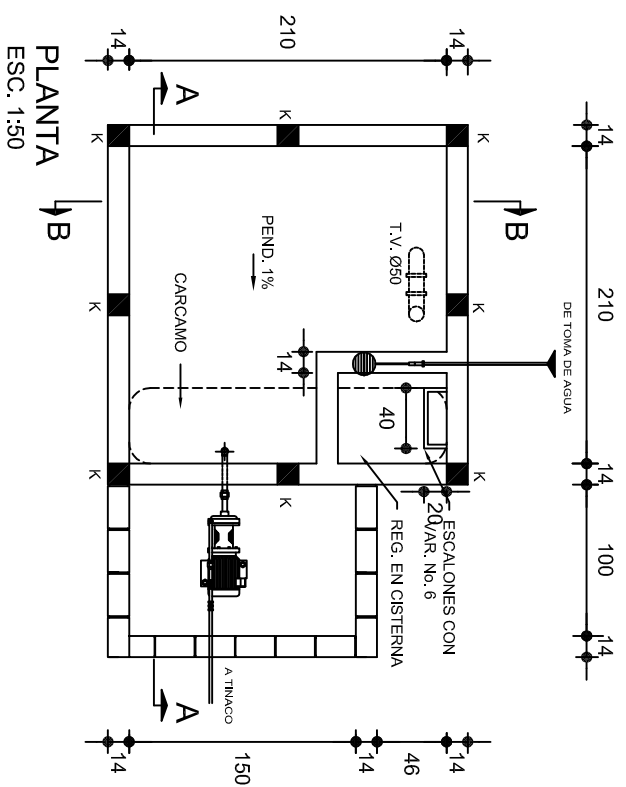 14
210
14
100
14
DE TOMA DE AGUA
B
B
14
210
14
A
A
K
K
K
K
K
K
K
K
T.V. Ø50
PEND. 1%
CARCAMO
14
40
20
ESCALONES CON
VAR. No. 6
REG. EN CISTERNA
A TINACO
14
46
14
150
14
PLANTA
ESC. 1:50